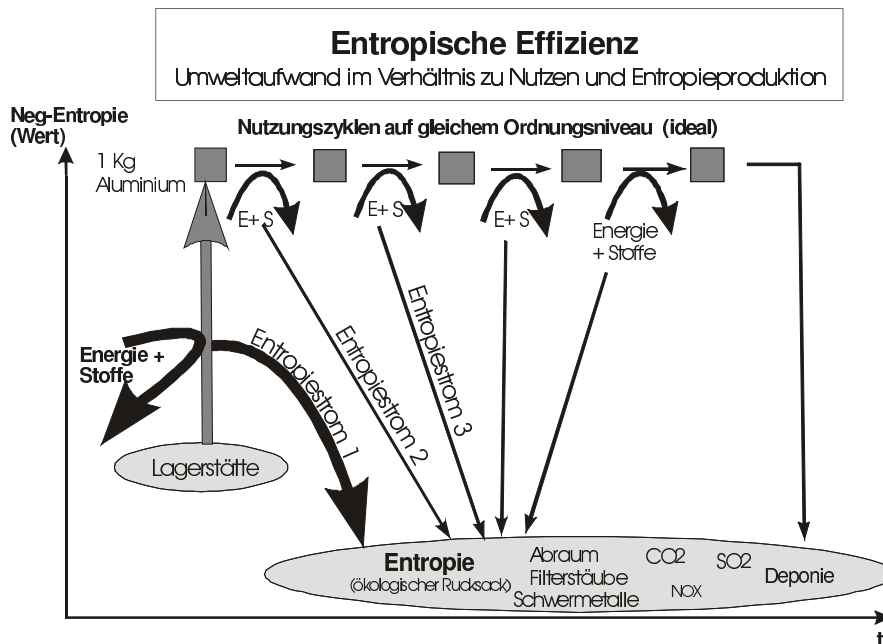 Entropische Effizienz
Umweltaufwand im Verhältnis zu Nutzen und Entropieproduktion
Neg-Entropie
(Wert)
Nutzungszyklen auf gleichem Ordnungsniveau (ideal)
1 Kg
Aluminium
E+ S
E+ S
E+ S
Energie
+ Stoffe
Energie +
Stoffe
Entropiestrom 1
Entropiestrom 2
Entropiestrom 3
Lagerstätte
Entropie
(ökologischer Rucksack)
Abraum
Filterstäube
Schwermetalle
CO2
SO2
NOX
Deponie
t